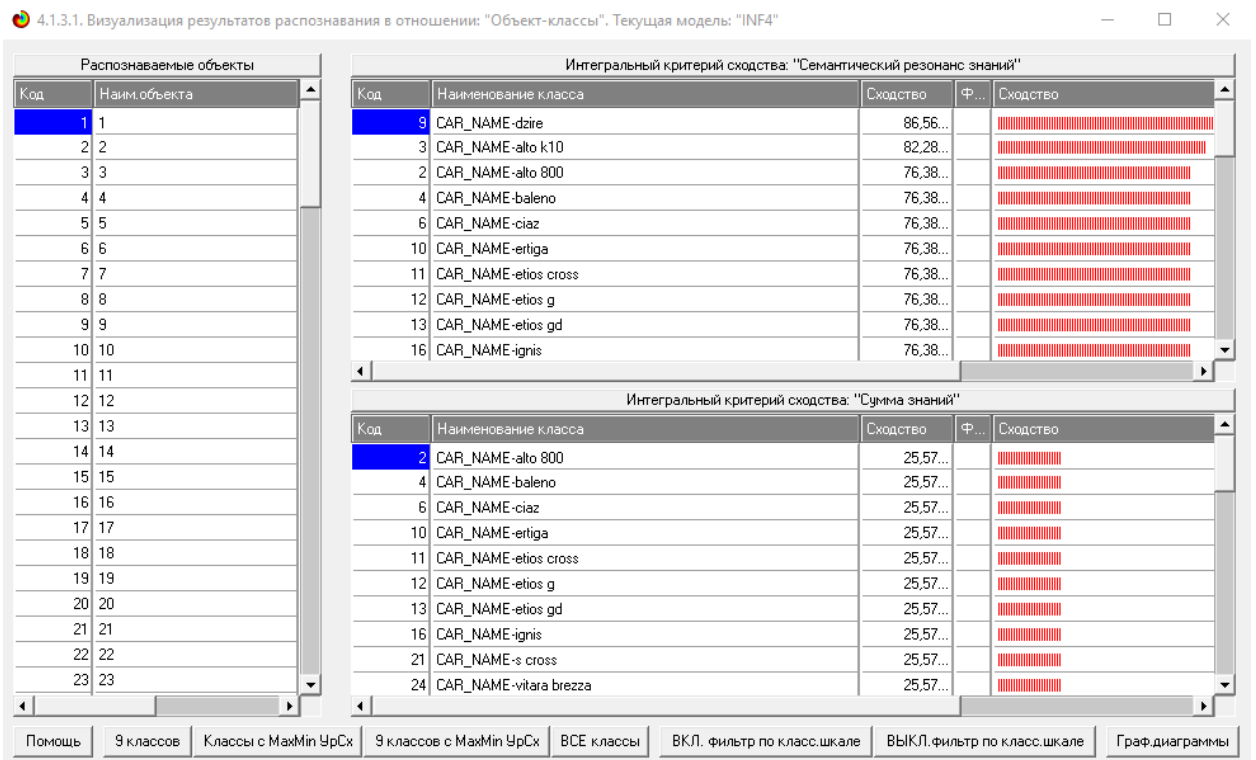 4.1.3.1. Визуализация результатов распознавания в отношении: "Объект-классы". Текущая модель: "INF4"
Распознаваемые объекты
Код Наим.объекта
1 1
2 2
3 3
4 4
5 5
6 6
7 7
8 8
9 9
10 10
11 11
12 12
13 13
14 14
15 15
16 16
17 17
18 18
19 19
20 20
21 21
22 22
23 23
Интегральный критерий сходства: "Семантический резонанс знаний"
Код Наименование класса Сходство Ф... Сходство
9 CAR_NAME-dzire 86,56...
3 CAR_NAME-alto k10 82,28...
2 CAR_NAME-alto 800 76,38...
4 CAR_NAME-baleno 76,38...
6 CAR_NAME-ciaz 76,38...
10 CAR_NAME-ertiga 76,38...
11 CAR_NAME-etios cross 76,38...
12 CAR_NAME-etios g 76,38...
13 CAR_NAME-etios gd 76,38...
16 CAR_NAME-ignis 76,38...
Интегральный критерий сходства: "Сумма знаний"
Код Наименование класса Сходство Ф... Сходство
2 CAR_NAME-alto 800 25,57...
4 CAR_NAME-baleno 25,57...
6 CAR_NAME-ciaz 25,57...
10 CAR_NAME-ertiga 25,57...
11 CAR_NAME-etios cross 25,57...
12 CAR_NAME-etios g 25,57...
13 CAR_NAME-etios gd 25,57...
16 CAR_NAME-ignis 25,57...
21 CAR_NAME-s cross 25,57...
24 CAR_NAME-vitara brezza 25,57...
Помощь 9 классов Классы с MaxMin УрСх 9 классов с MaxMin УрСх ВСЕ классы ВКЛ. фильтр по класс.шкале ВЫКЛ.фильтр по класс.шкале Граф.диаграммы